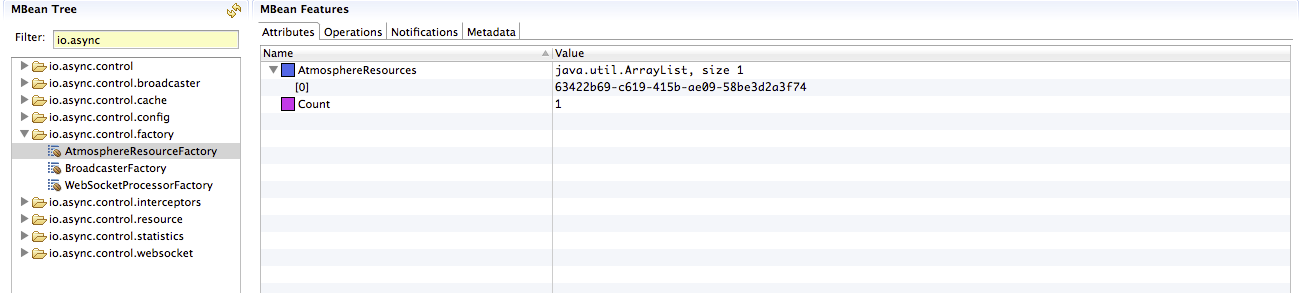 MBean Tree
Filter: io.async
io.async.control
io.async.control.broadcaster
io.async.control.cache
io.async.control.config
io.async.control.factory
AtmosphereResourceFactory
BroadcasterFactory
WebSocketProcessorFactory
io.async.control.interceptors
io.async.control.resource
io.async.control.statistics
io.async.control.websocket
MBean Features
Attributes Operations Notifications Metadata
Name Value
AtmosphereResources java.util.ArrayList, size 1
[0] 63422b69-c619-415b-ae09-58be3d2a3f74
Count 1